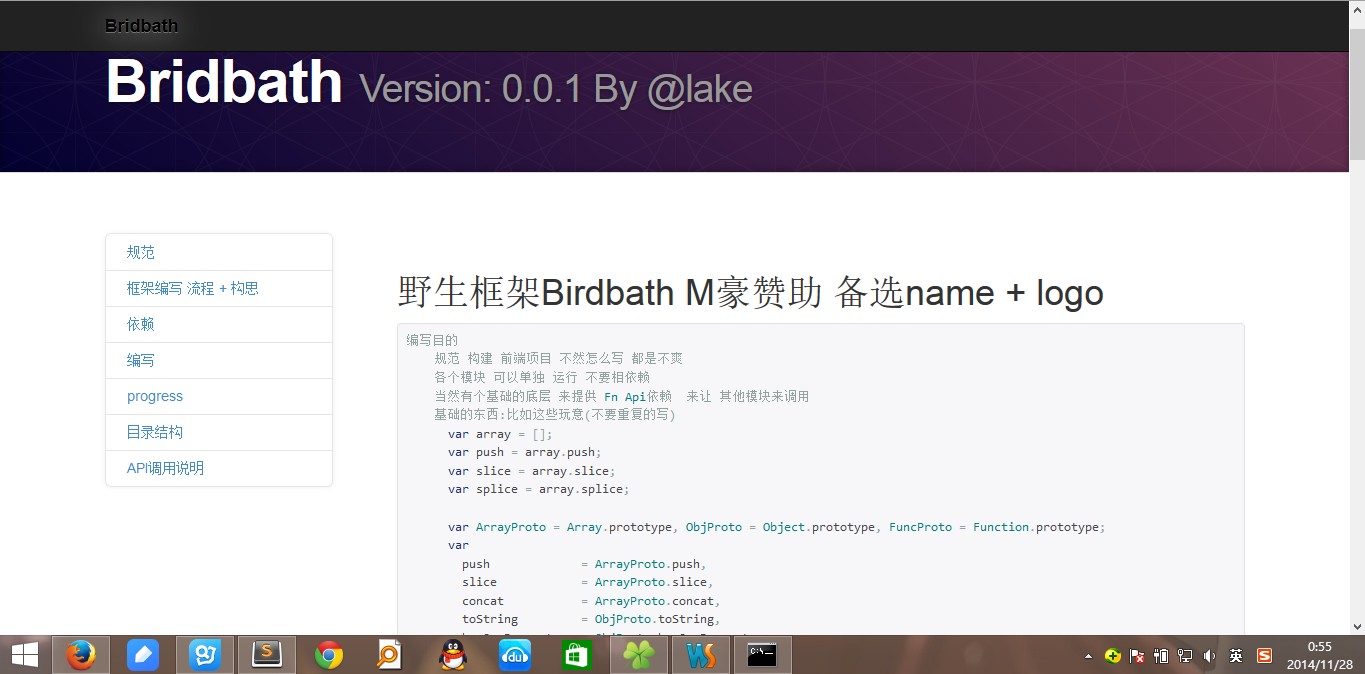 Bridbath
Bridbath Version: 0.0.1 By @lake
规范
框架编写 流程 + 构思
依赖
编写
progress
目录结构
API调用说明
野生框架Birdbath M豪赞助 备选name + logo
编写目的
规范 构建 前端项目 不然怎么写 都是不爽
各个模块 可以单独 运行 不要相依赖
当然有个基础的底层 来提供 Fn Api依赖 来让 其他模块来调用
基础的东西:比如这些玩意(不要重复的写)
var array = [];
var push = array.push;
var slice = array.slice;
var splice = array.splice;
var ArrayProto = Array.prototype, ObjProto = Object.prototype, FuncProto = Function.prototype;
var
push = ArrayProto.push,
slice = ArrayProto.slice,
concat = ArrayProto.concat,
toString = ObjProto.toString,
du
S
WS
C:\-
英
S
0:55
2014/11/28